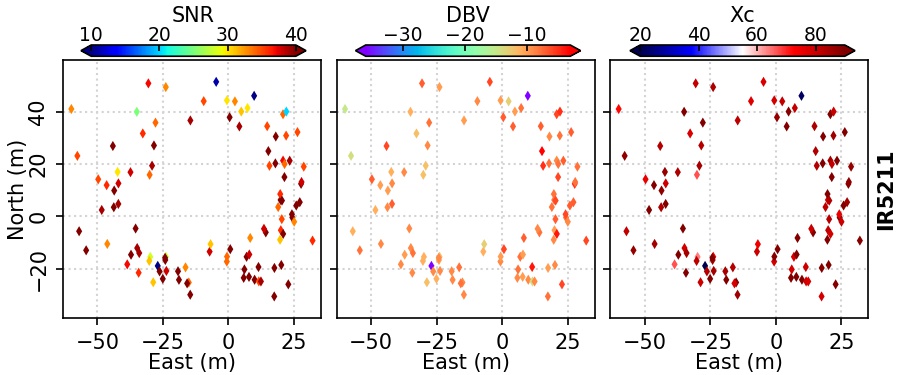 SNR DBV Xc
10 20 30 40 −30 −20 −10 20 40 60 80
North (m)
40
20
0
−20
IR5211
−50 −25 0 25 −50 −25 0 25 −50 −25 0 25
East (m) East (m) East (m)